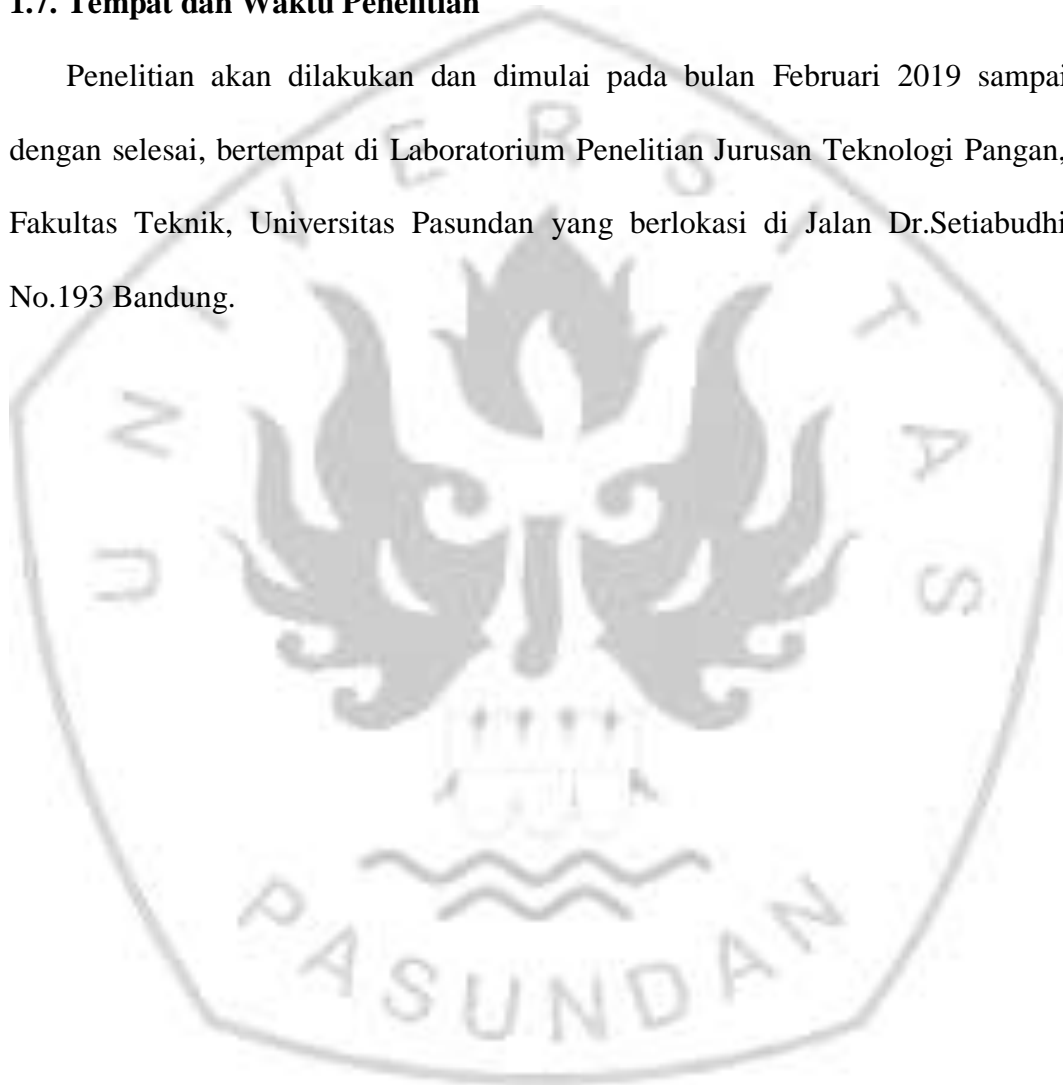 1.7. Tempat dan Waktu Penelitian
Penelitian akan dilakukan dan dimulai pada bulan Februari 2019 sampai
dengan selesai, bertempat di Laboratorium Penelitian Jurusan Teknologi Pangan,
Fakultas Teknik, Universitas Pasundan yang berlokasi di Jalan Dr.Setiabudhi
No.193 Bandung.
UNIVERSITAS
PASUNDAN